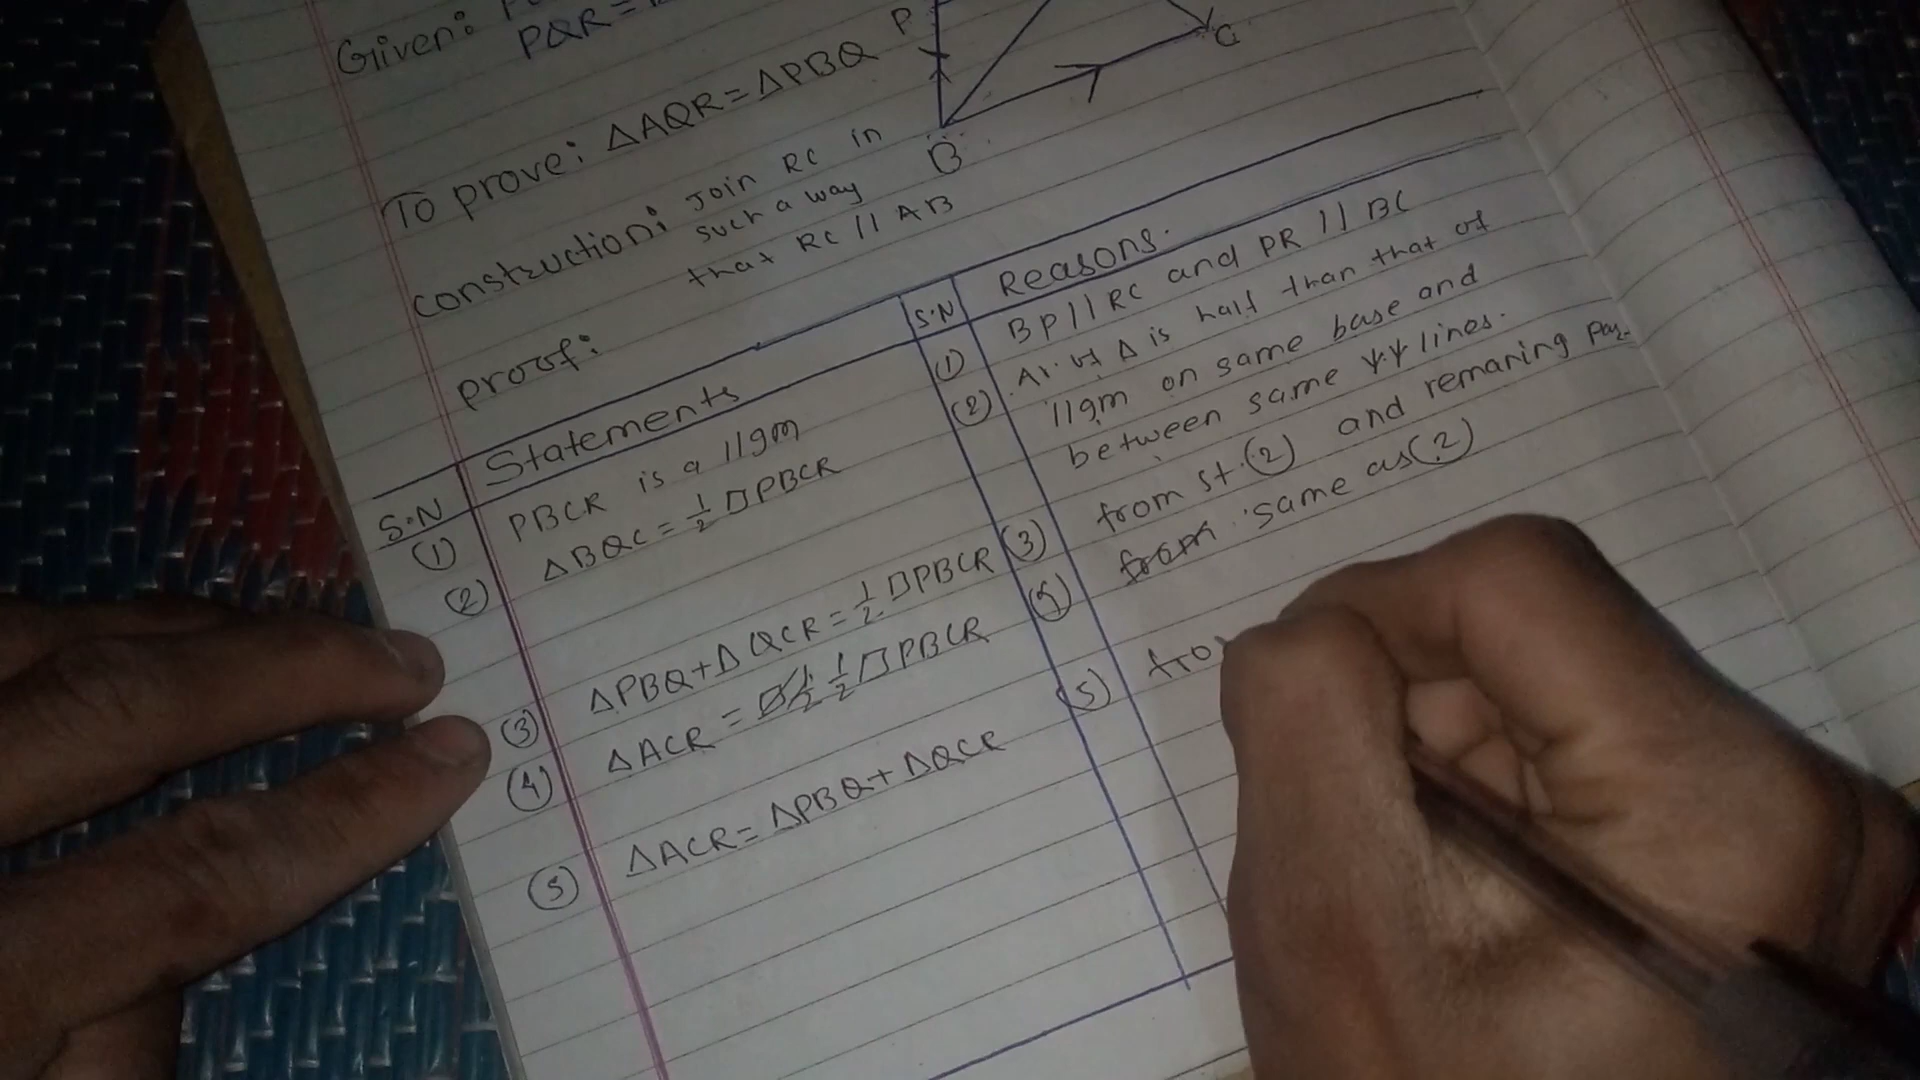 Given:
PQR =
P
C
B
To prove: ΔAQR = ΔPBQ
construction: Join RC in
such a way
that RC // AB
proof:
S.N Statements
(1) PBCR is a //gm
(2) ΔBQC = 1/2 ▱PBCR
(3) ΔPBQ + ΔQCR = 1/2 ▱PBCR
(4) ΔACR = 1/2 ▱PBCR
(5) ΔACR = ΔPBQ + ΔQCR
S.N Reasons.
(1) BP // RC and PR // BC
(2) Ar. of Δ is half than that of
//gm on same base and
between same lines.
(3) from st. (2) and remaring
(4) from same as (2)
(5) fro